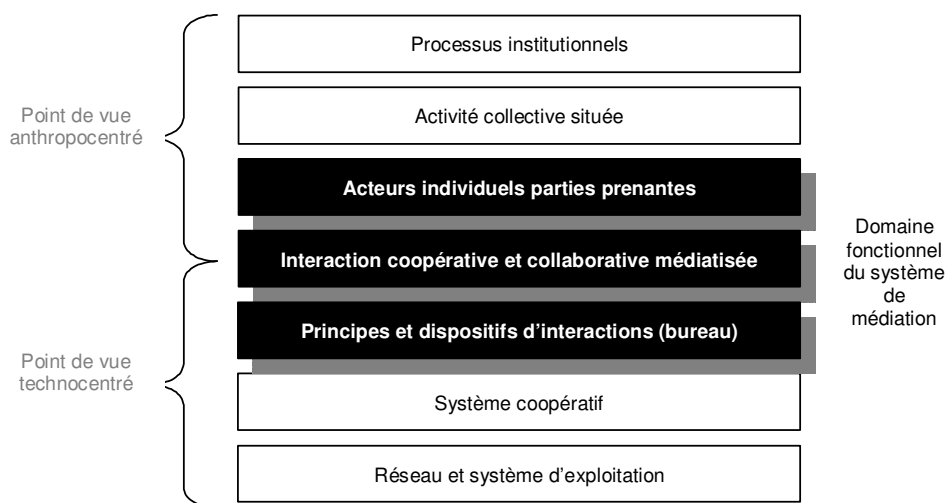 Processus institutionnels
Point de vue
anthropocentré
Activité collective située
Acteurs individuels parties prenantes
Interaction coopérative et collaborative médiatisée
Principes et dispositifs d'interactions (bureau)
Domaine
fonctionnel
du système
de
médiation
Point de vue
technocentré
Système coopératif
Réseau et système d'exploitation